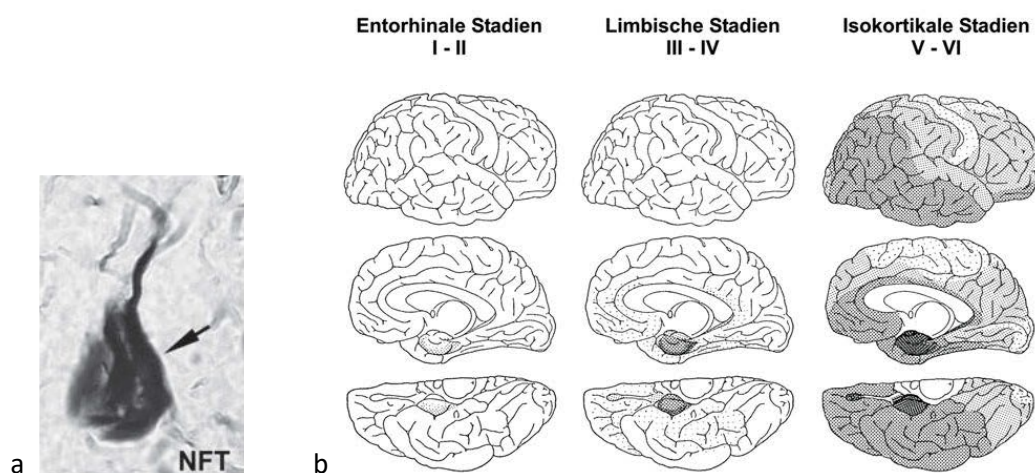 Entorhinale Stadien
I - II
Limbische Stadien
III - IV
Isokortikale Stadien
V - VI
NFT
a
b